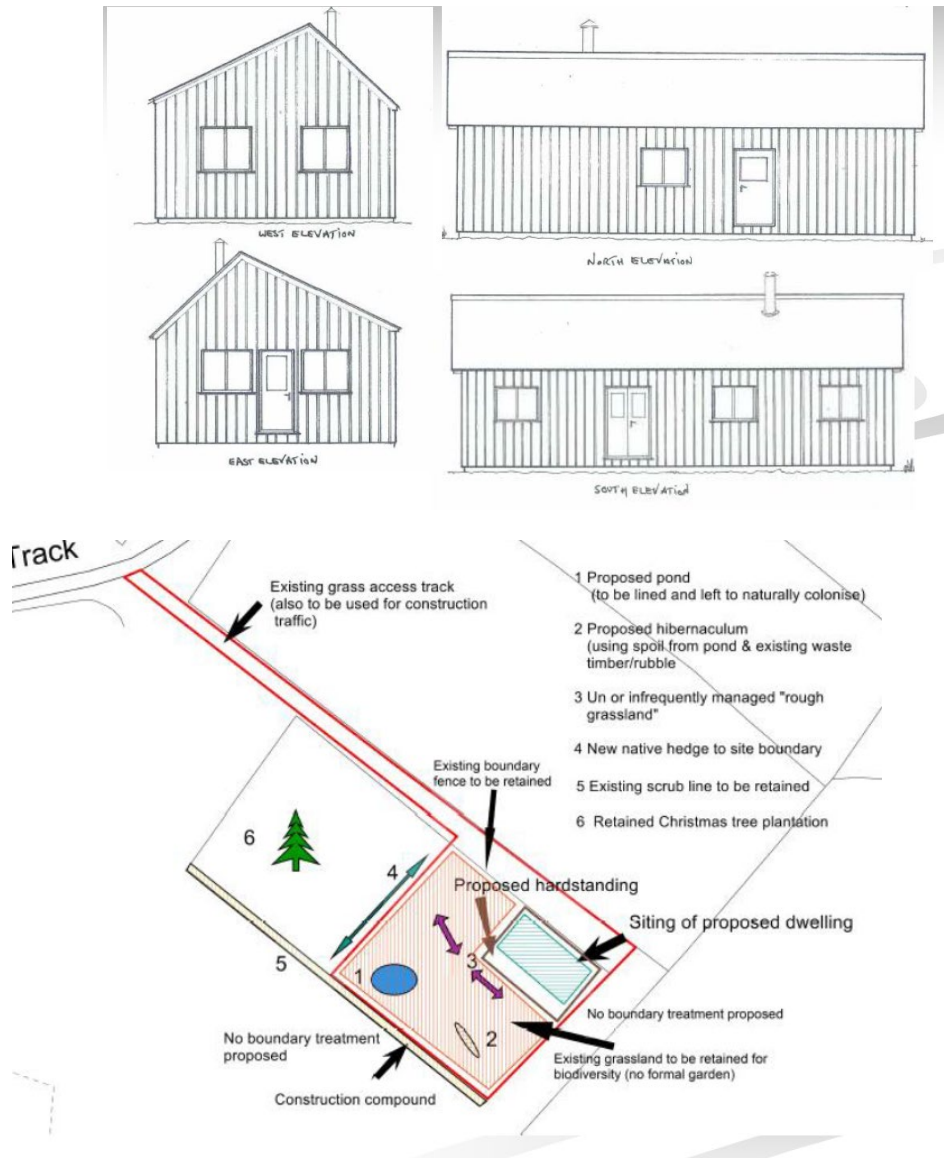 WEST ELEVATION
NORTH ELEVATION
EAST ELEVATION
SOUTH ELEVATION
Track
Existing grass access track
(also to be used for construction
traffic)
1 Proposed pond
(to be lined and left to naturally colonise)
2 Proposed hibernaculum
(using spoil from pond & existing waste
timber/rubble
3 Un or infrequently managed "rough
grassland"
4 New native hedge to site boundary
5 Existing scrub line to be retained
6 Retained Christmas tree plantation
Existing boundary
fence to be retained
6
4
Proposed hardstanding
Siting of proposed dwelling
3
5
1
2
No boundary treatment proposed
No boundary treatment
proposed
Existing grassland to be retained for
biodiversity (no formal garden)
Construction compound